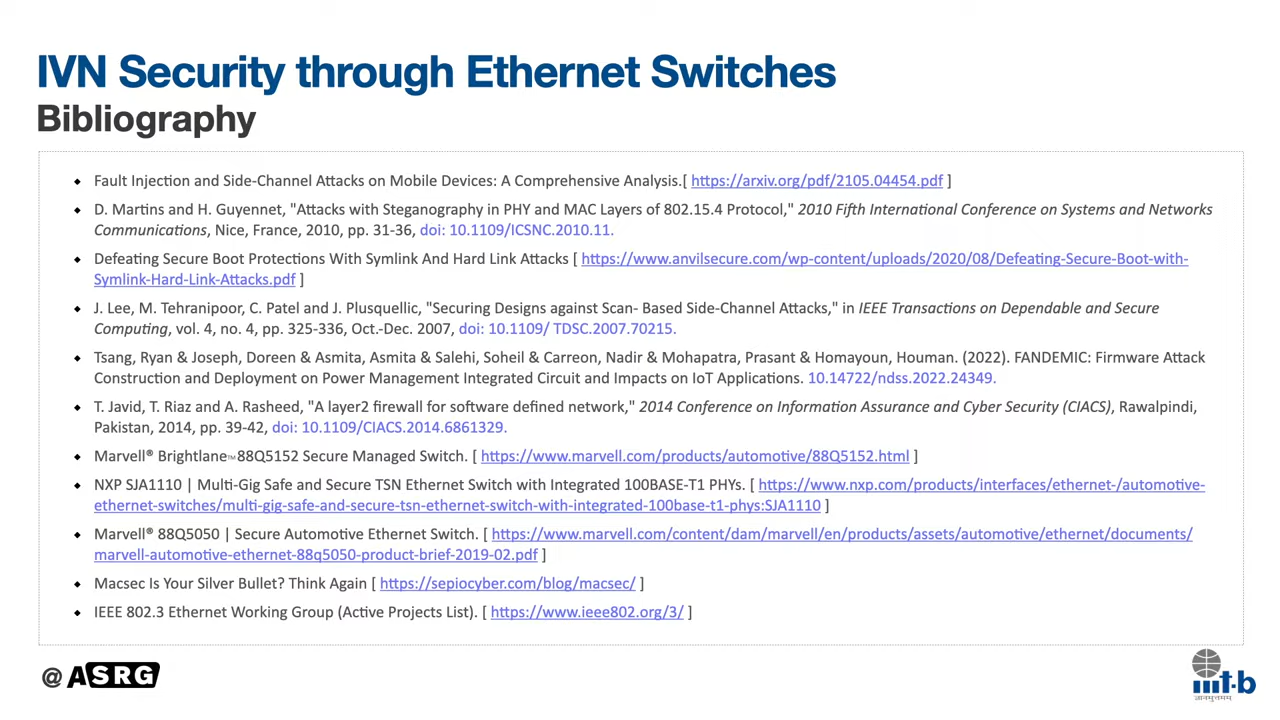 IVN Security through Ethernet Switches
Bibliography
◆ Fault Injection and Side-Channel Attacks on Mobile Devices: A Comprehensive Analysis.[ https://arxiv.org/pdf/2105.04454.pdf ]
◆ D. Martins and H. Guyennet, "Attacks with Steganography in PHY and MAC Layers of 802.15.4 Protocol," 2010 Fifth International Conference on Systems and Networks
Communications, Nice, France, 2010, pp. 31-36, doi: 10.1109/ICSNC.2010.11.
◆ Defeating Secure Boot Protections With Symlink And Hard Link Attacks [ https://www.anvilsecure.com/wp-content/uploads/2020/08/Defeating-Secure-Boot-with-
Symlink-Hard-Link-Attacks.pdf ]
◆ J. Lee, M. Tehranipoor, C. Patel and J. Plusquellic, "Securing Designs against Scan- Based Side-Channel Attacks," in IEEE Transactions on Dependable and Secure
Computing, vol. 4, no. 4, pp. 325-336, Oct.-Dec. 2007, doi: 10.1109/ TDSC.2007.70215.
◆ Tsang, Ryan & Joseph, Doreen & Asmita, Asmita & Salehi, Soheil & Carreon, Nadir & Mohapatra, Prasant & Homayoun, Houman. (2022). FANDEMIC: Firmware Attack
Construction and Deployment on Power Management Integrated Circuit and Impacts on IoT Applications. 10.14722/ndss.2022.24349.
◆ T. Javid, T. Riaz and A. Rasheed, "A layer2 firewall for software defined network," 2014 Conference on Information Assurance and Cyber Security (CIACS), Rawalpindi,
Pakistan, 2014, pp. 39-42, doi: 10.1109/CIACS.2014.6861329.
◆ Marvell® Brightlane™88Q5152 Secure Managed Switch. [ https://www.marvell.com/products/automotive/88Q5152.html ]
◆ NXP SJA1110 | Multi-Gig Safe and Secure TSN Ethernet Switch with Integrated 100BASE-T1 PHYs. [ https://www.nxp.com/products/interfaces/ethernet-/automotive-
ethernet-switches/multi-gig-safe-and-secure-tsn-ethernet-switch-with-integrated-100base-t1-phys:SJA1110 ]
◆ Marvell® 88Q5050 | Secure Automotive Ethernet Switch. [ https://www.marvell.com/content/dam/marvell/en/products/assets/automotive/ethernet/documents/
marvell-automotive-ethernet-88q5050-product-brief-2019-02.pdf ]
◆ Macsec Is Your Silver Bullet? Think Again [ https://sepiocyber.com/blog/macsec/ ]
◆ IEEE 802.3 Ethernet Working Group (Active Projects List). [ https://www.ieee802.org/3/ ]
@ ASRG
iiit-b
ज्ञानमुत्तमम्